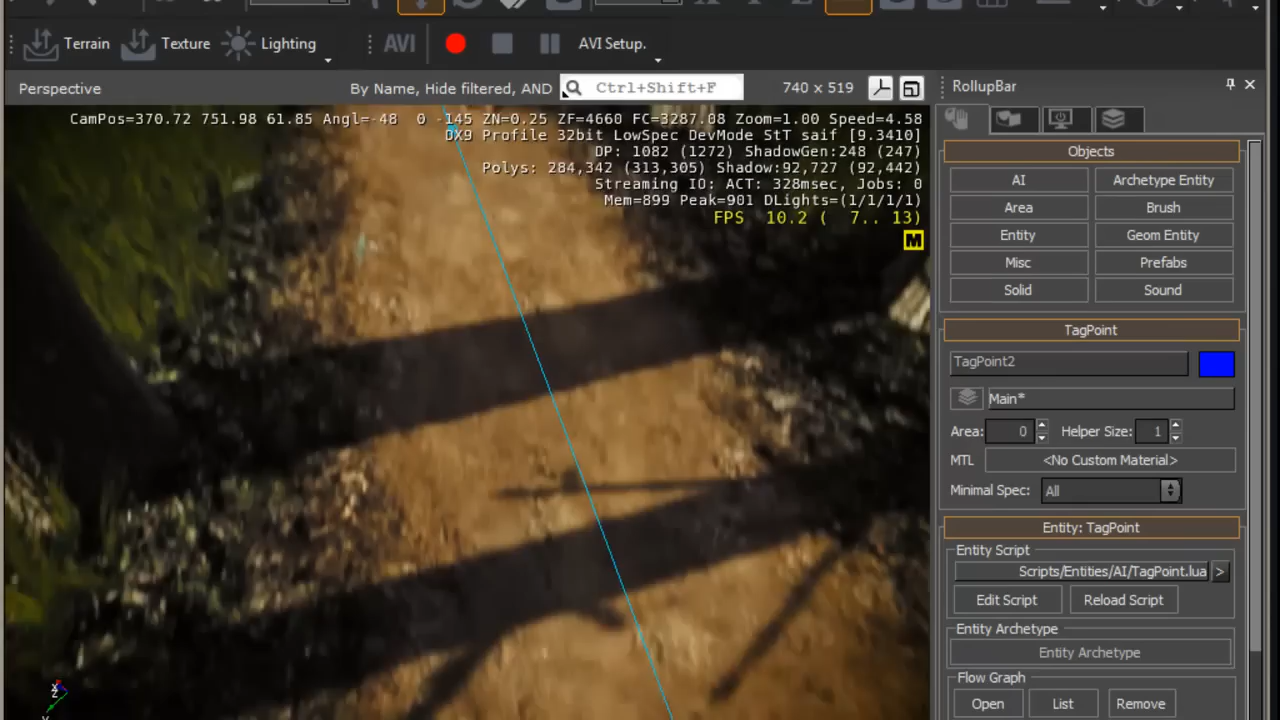 Terrain Texture Lighting AVI AVI Setup.
Perspective By Name, Hide filtered, AND Ctrl+Shift+F 740 x 519
CamPos=370.72 751.98 61.85 Angl=-48 0 -145 ZN=0.25 ZF=4660 FC=3287.08 Zoom=1.00 Speed=4.58
DX9 Profile 32bit LowSpec DevMode StT saif [9.3410]
DP: 1082 (1272) ShadowGen:248 (247)
Polys: 284,342 (313,305) Shadow:92,727 (92,442)
Streaming IO: ACT: 328msec, Jobs: 0
Mem=899 Peak=901 DLights=(1/1/1/1)
FPS 10.2 ( 7.. 13)
M
RollupBar
Objects
AI Archetype Entity
Area Brush
Entity Geom Entity
Misc Prefabs
Solid Sound
TagPoint
TagPoint2
Main*
Area: 0 Helper Size: 1
MTL <No Custom Material>
Minimal Spec: All
Entity: TagPoint
Entity Script
Scripts/Entities/AI/TagPoint.lua >
Edit Script Reload Script
Entity Archetype
Entity Archetype
Flow Graph
Open List Remove
Z